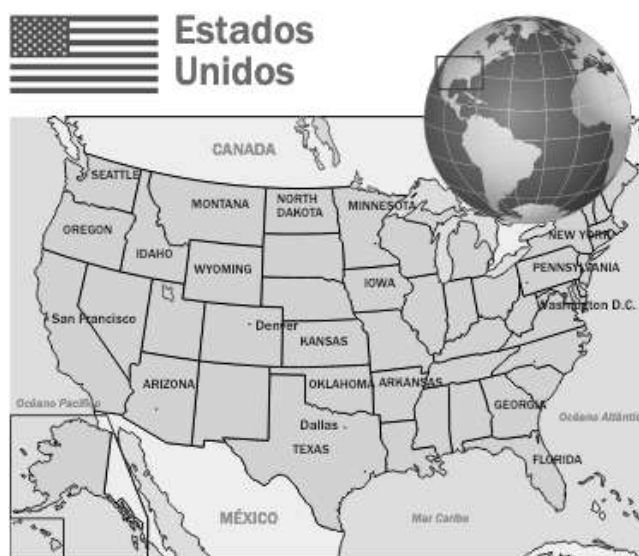 Estados
Unidos
CANADA
SEATTLE
MONTANA
NORTH
DAKOTA
MINNESOTA
OREGON
IDAHO
WYOMING
NEW YORK
PENNSYLVANIA
IOWA
Washington D.C.
San Francisco
Denver
KANSAS
ARIZONA
OKLAHOMA
ARKANSAS
GEORGIA
Océano Pacífico
Océano Atlántic
Dallas
TEXAS
FLORIDA
MÉXICO
Mar Caribe